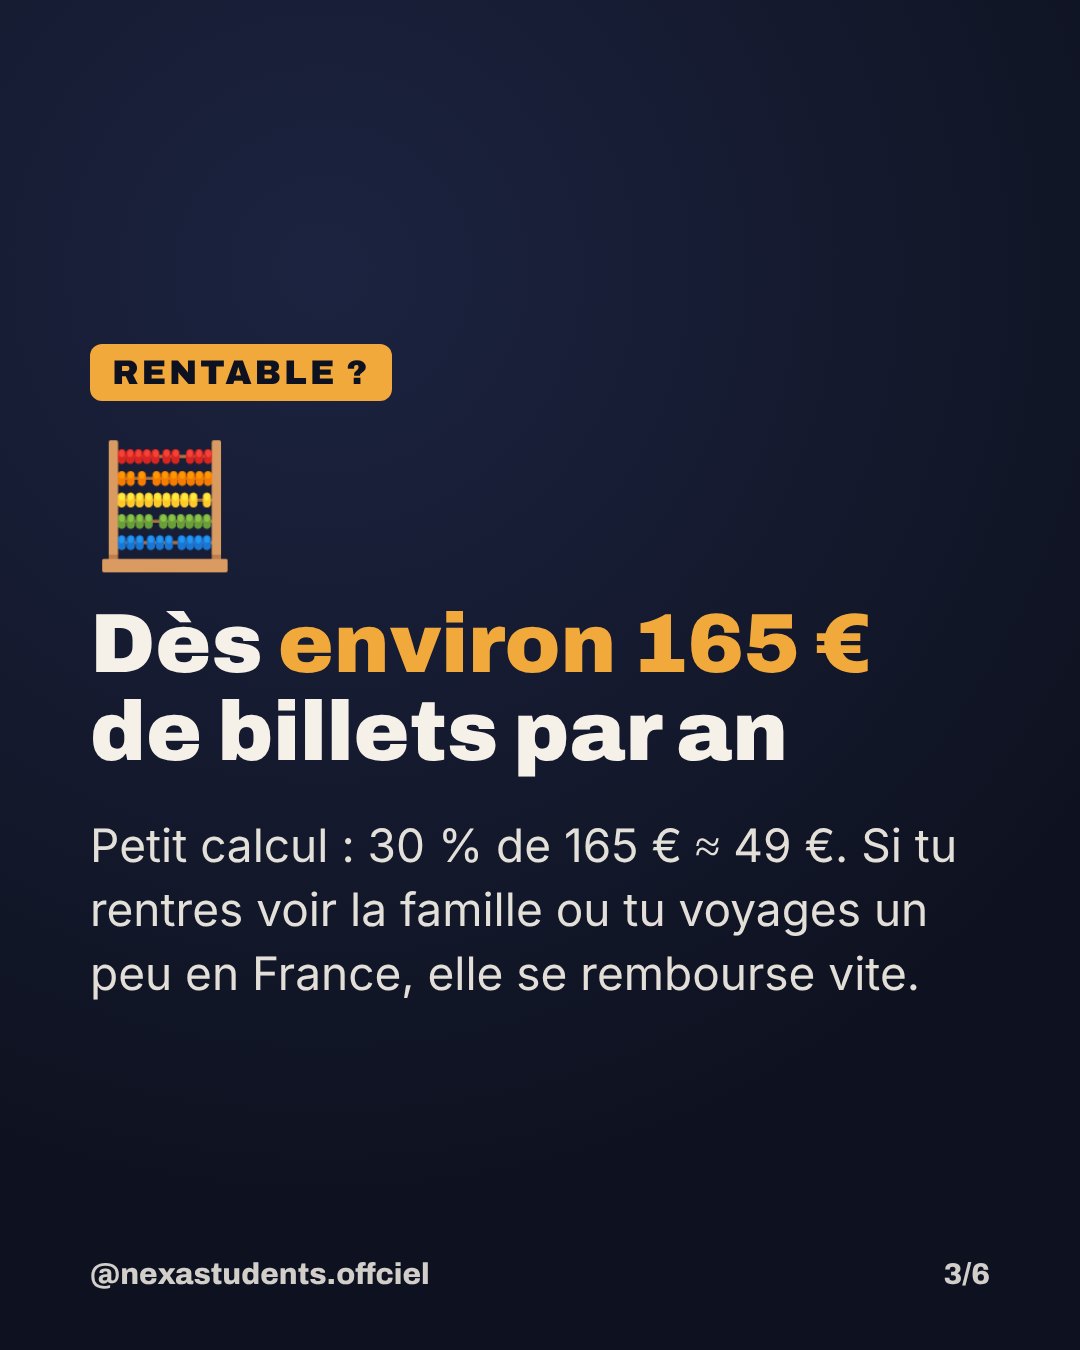 RENTABLE ?
Dès environ 165 €
de billets par an
Petit calcul : 30 % de 165 € ≈ 49 €. Si tu
rentres voir la famille ou tu voyages un
peu en France, elle se rembourse vite.
@nexastudents.offciel
3/6